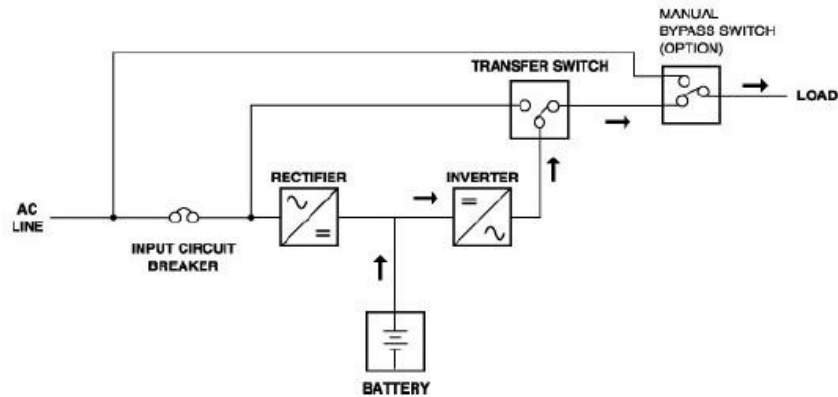 MANUAL
BYPASS SWITCH
(OPTION)
TRANSFER SWITCH
LOAD
RECTIFIER
INVERTER
AC
LINE
INPUT CIRCUIT
BREAKER
BATTERY